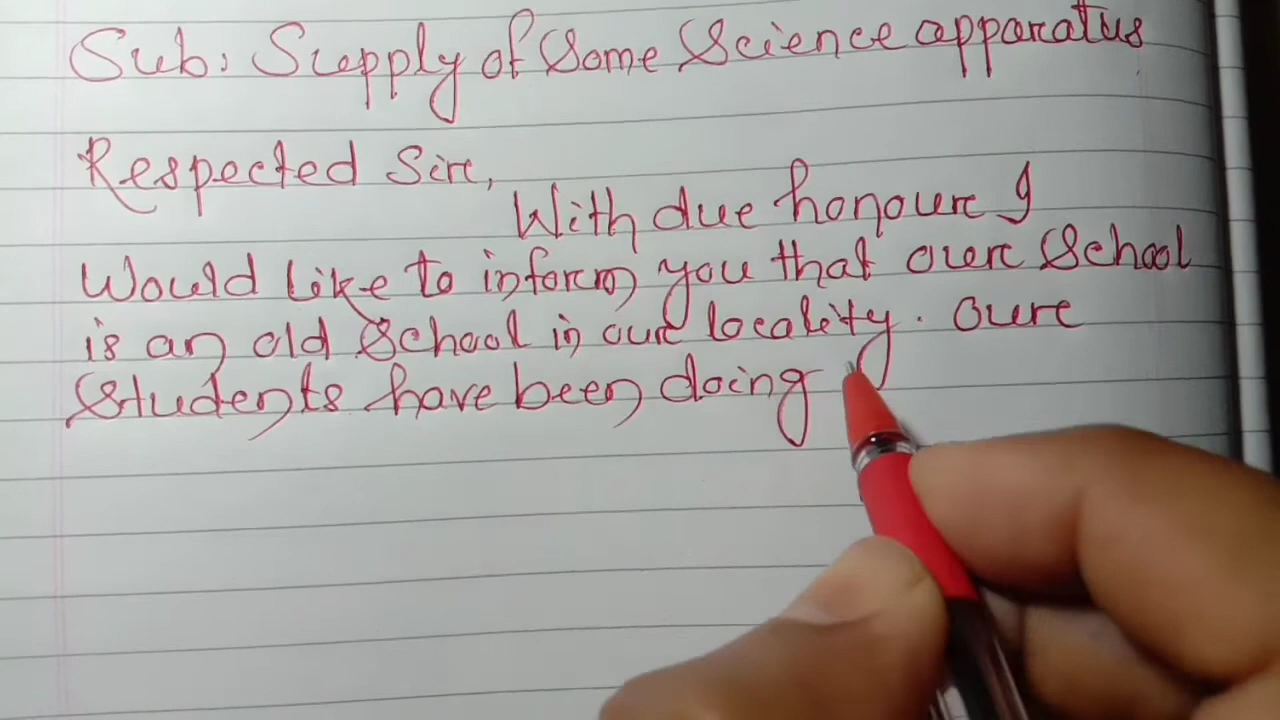 Sub: Supply of Some Science apparatus
Respected Sir,
With due honour I
Would like to inform you that our School
is an old School in our locality. Our
Students have been doing